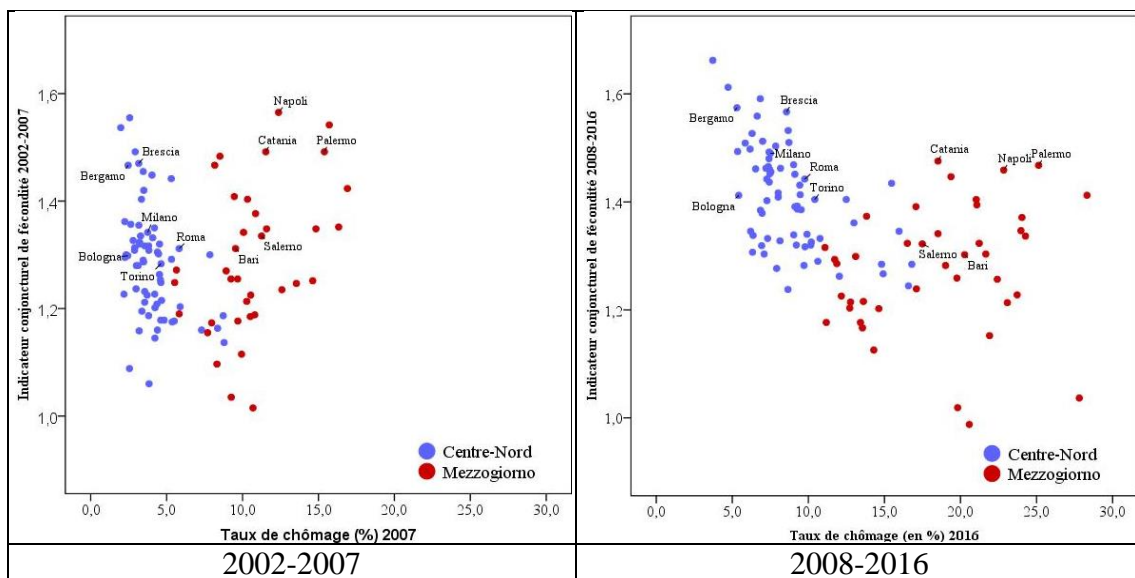 Indicateur conjoncturel de fécondité 2002-2007
1,6
1,4
1,2
1,0
Napoli
Catania
Palermo
Brescia
Bergamo
Milano
Roma
Salerno
Bologna
Bari
Torino
Centre-Nord
Mezzogiorno
0,0 5,0 10,0 15,0 20,0 25,0 30,0
Taux de chômage (%) 2007
2002-2007
Indicateur conjoncturel de fécondité 2008-2016
1,6
1,4
1,2
1,0
Brescia
Bergamo
Milano
Catania
Napoli
Palermo
Roma
Torino
Bologna
Salerno
Bari
Centre-Nord
Mezzogiorno
0,0 5,0 10,0 15,0 20,0 25,0 30,0
Taux de chômage (en %) 2016
2008-2016